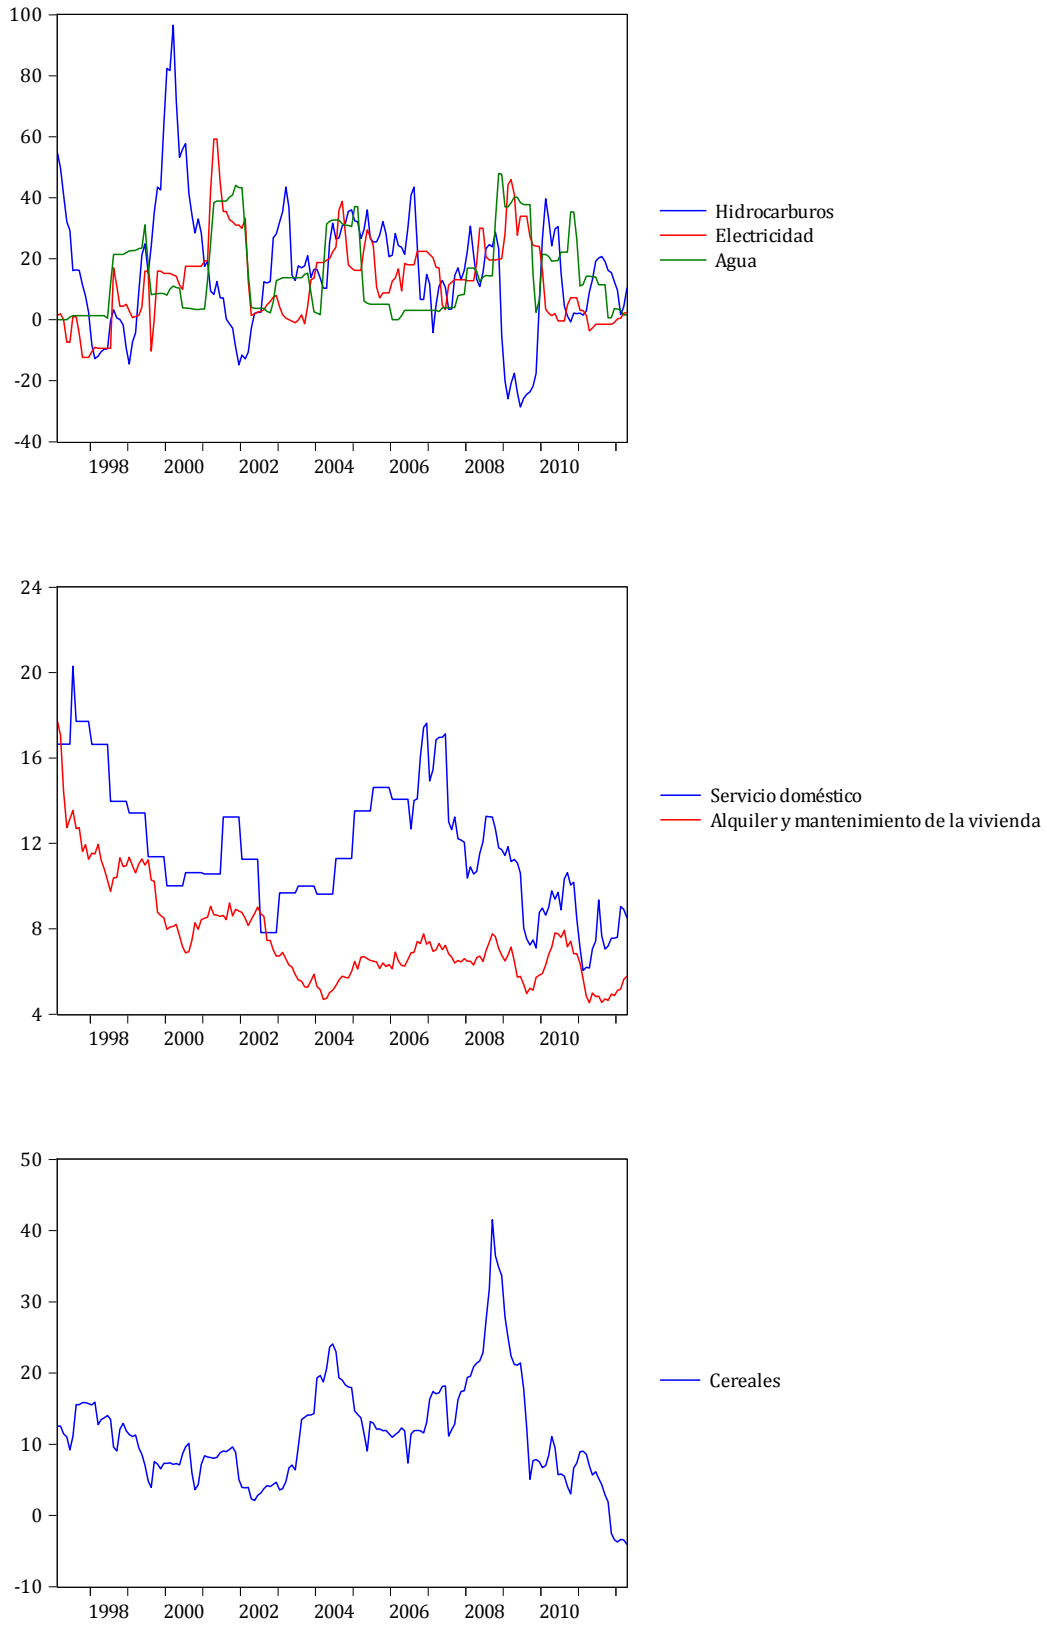 100
80
60
40
20
0
-20
-40
1998 2000 2002 2004 2006 2008 2010
Hidrocarburos
Electricidad
Agua
24
20
16
12
8
4
1998 2000 2002 2004 2006 2008 2010
Servicio doméstico
Alquiler y mantenimiento de la vivienda
50
40
30
20
10
0
-10
1998 2000 2002 2004 2006 2008 2010
Cereales